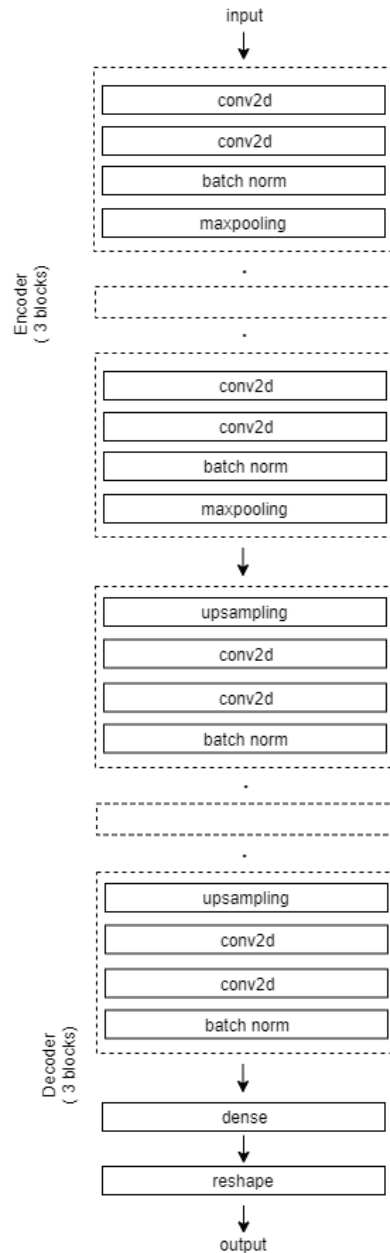 input
conv2d
conv2d
batch norm
maxpooling
Encoder
( 3 blocks)
conv2d
conv2d
batch norm
maxpooling
upsampling
conv2d
conv2d
batch norm
upsampling
conv2d
conv2d
batch norm
Decoder
( 3 blocks)
dense
reshape
output